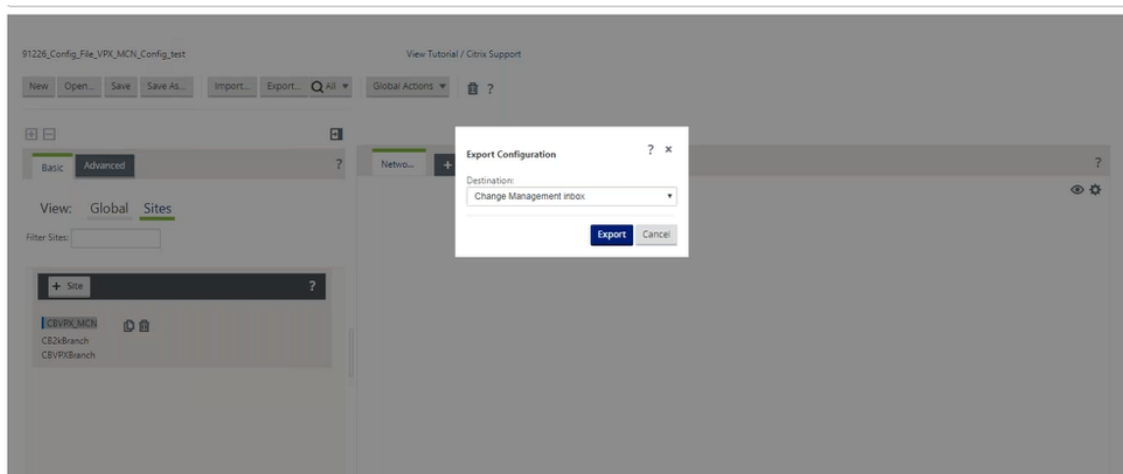 91226_Config_File_VPX_MCN_Config_test
View Tutorial / Citrix Support
New Open... Save Save As... Import... Export... All Global Actions ?
Basic Advanced ?
Netwo... + ?
Export Configuration ? ×
Destination:
Change Management inbox
Export Cancel
View: Global Sites
Filter Sites:
+ Site ?
CBVPX_MCN
CB2kBranch
CBVPXBranch